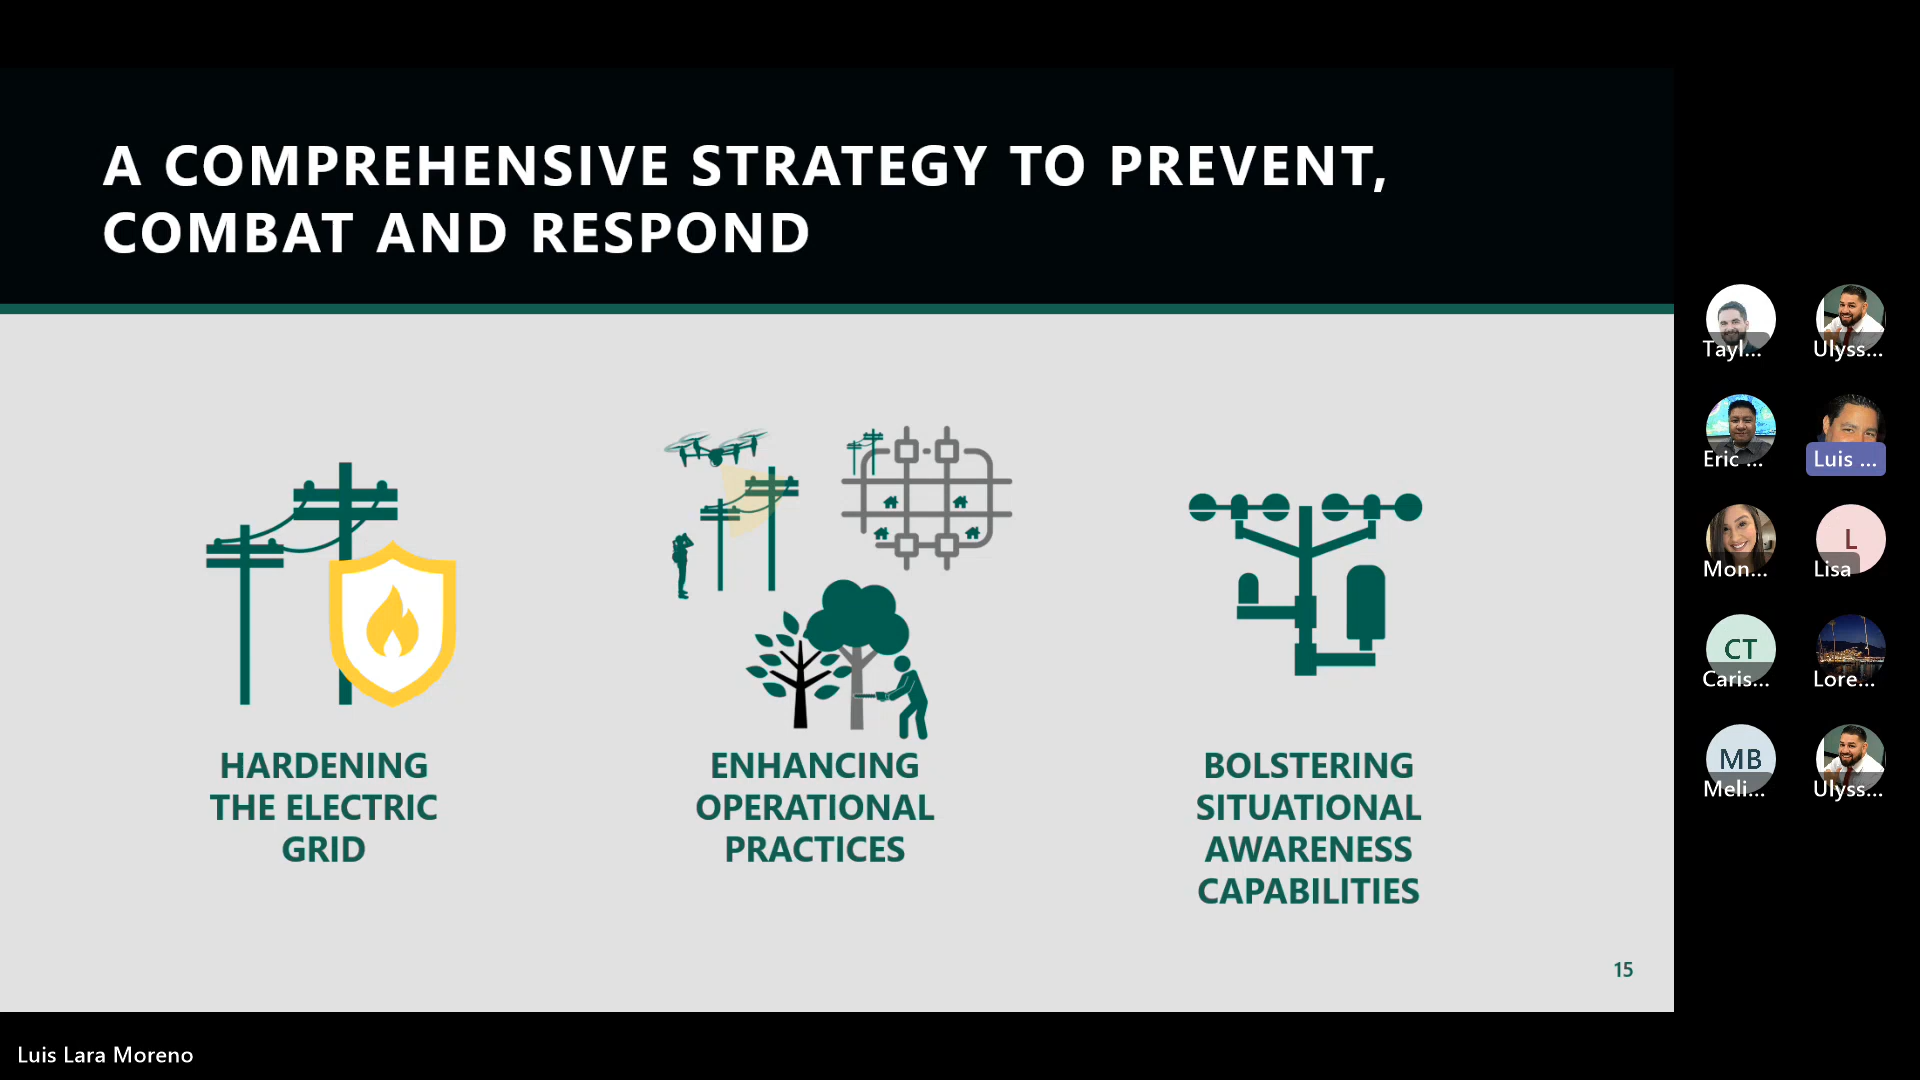 A COMPREHENSIVE STRATEGY TO PREVENT,
COMBAT AND RESPOND
HARDENING
THE ELECTRIC
GRID
ENHANCING
OPERATIONAL
PRACTICES
BOLSTERING
SITUATIONAL
AWARENESS
CAPABILITIES
15
Tayl...
Ulyss...
Eric ...
Luis ...
Mon...
L
Lisa
CT
Caris...
Lore...
MB
Meli...
Ulyss...
Luis Lara Moreno